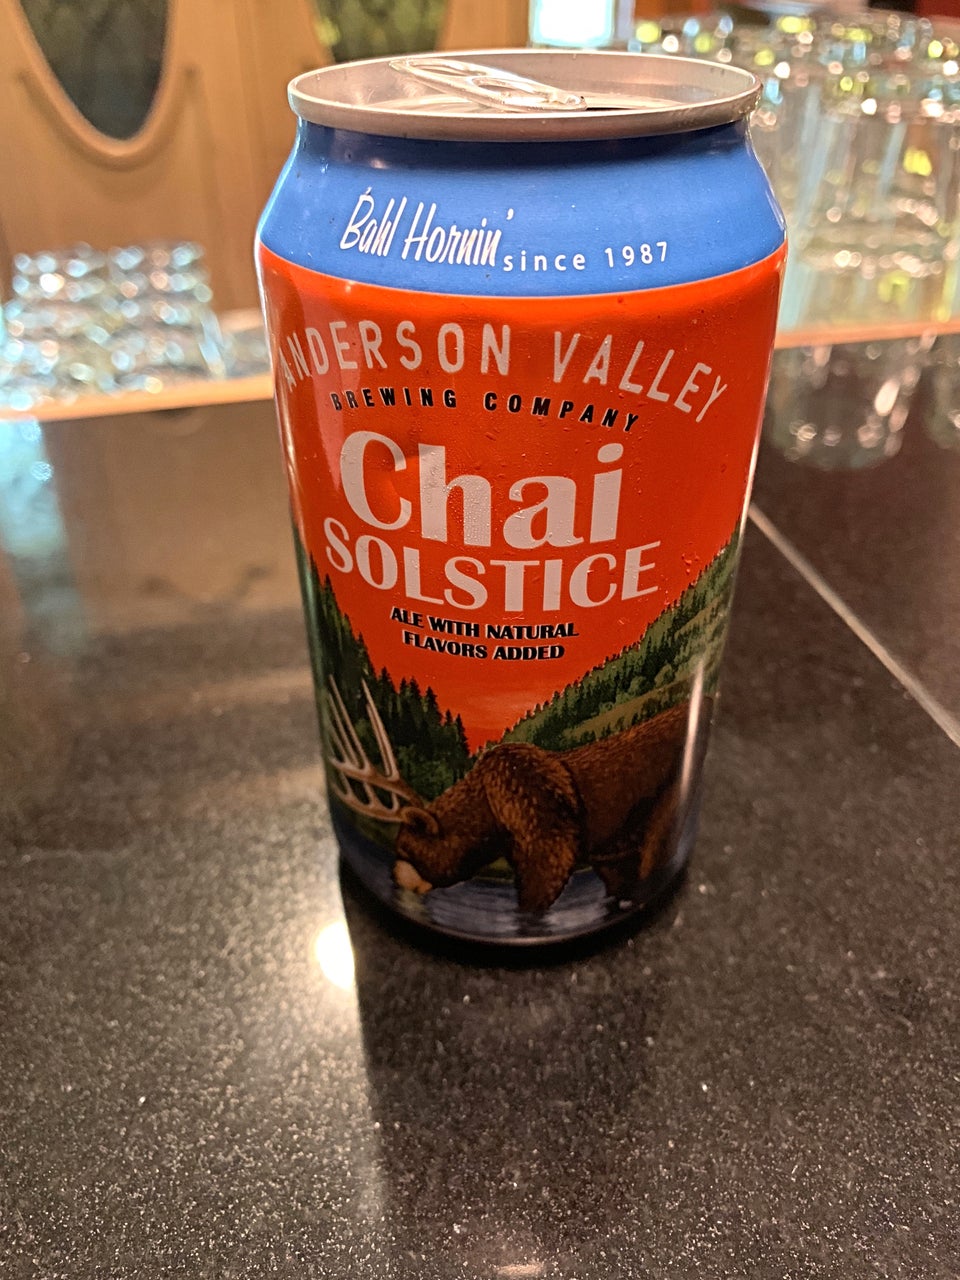 Bahl Hornin' since 1987
ANDERSON VALLEY
BREWING COMPANY
Chai
SOLSTICE
ALE WITH NATURAL
FLAVORS ADDED